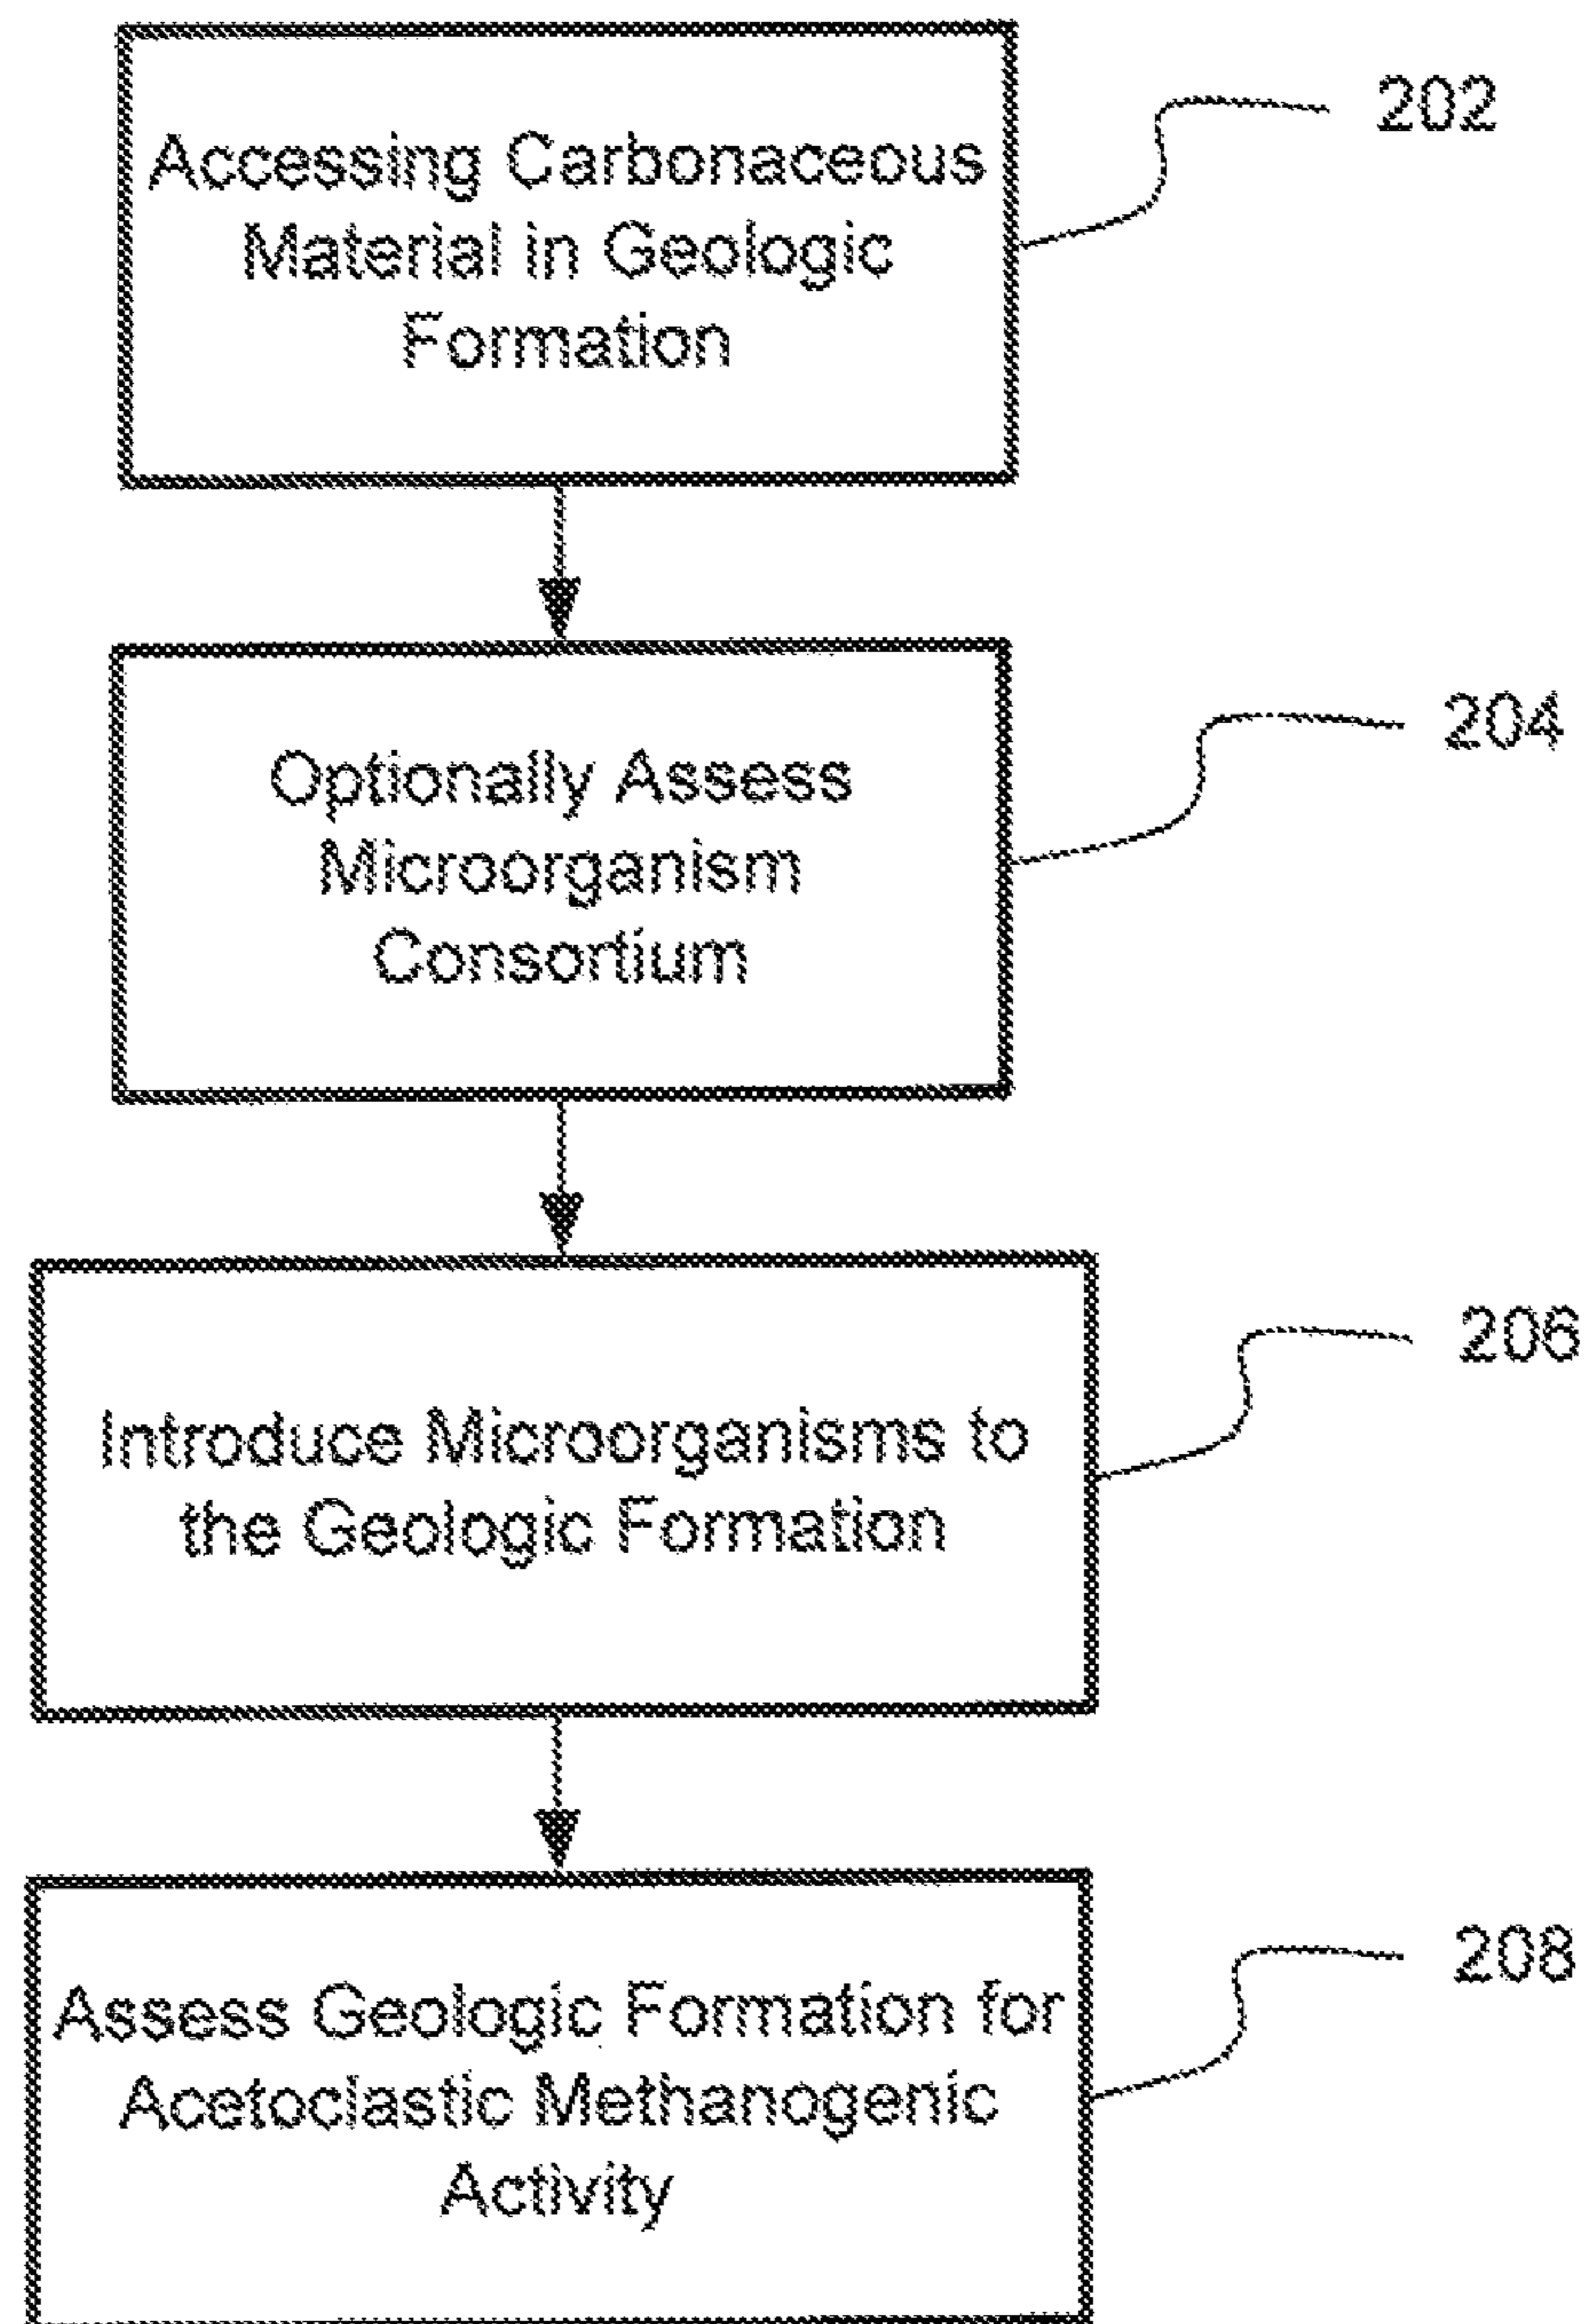 Accessing Carbonaceous
Material in Geologic
Formation
202
Optionally Assess
Microorganism
Consortium
204
Introduce Microorganisms to
the Geologic Formation
206
Assess Geologic Formation for
Acetoclastic Methanogenic
Activity
208